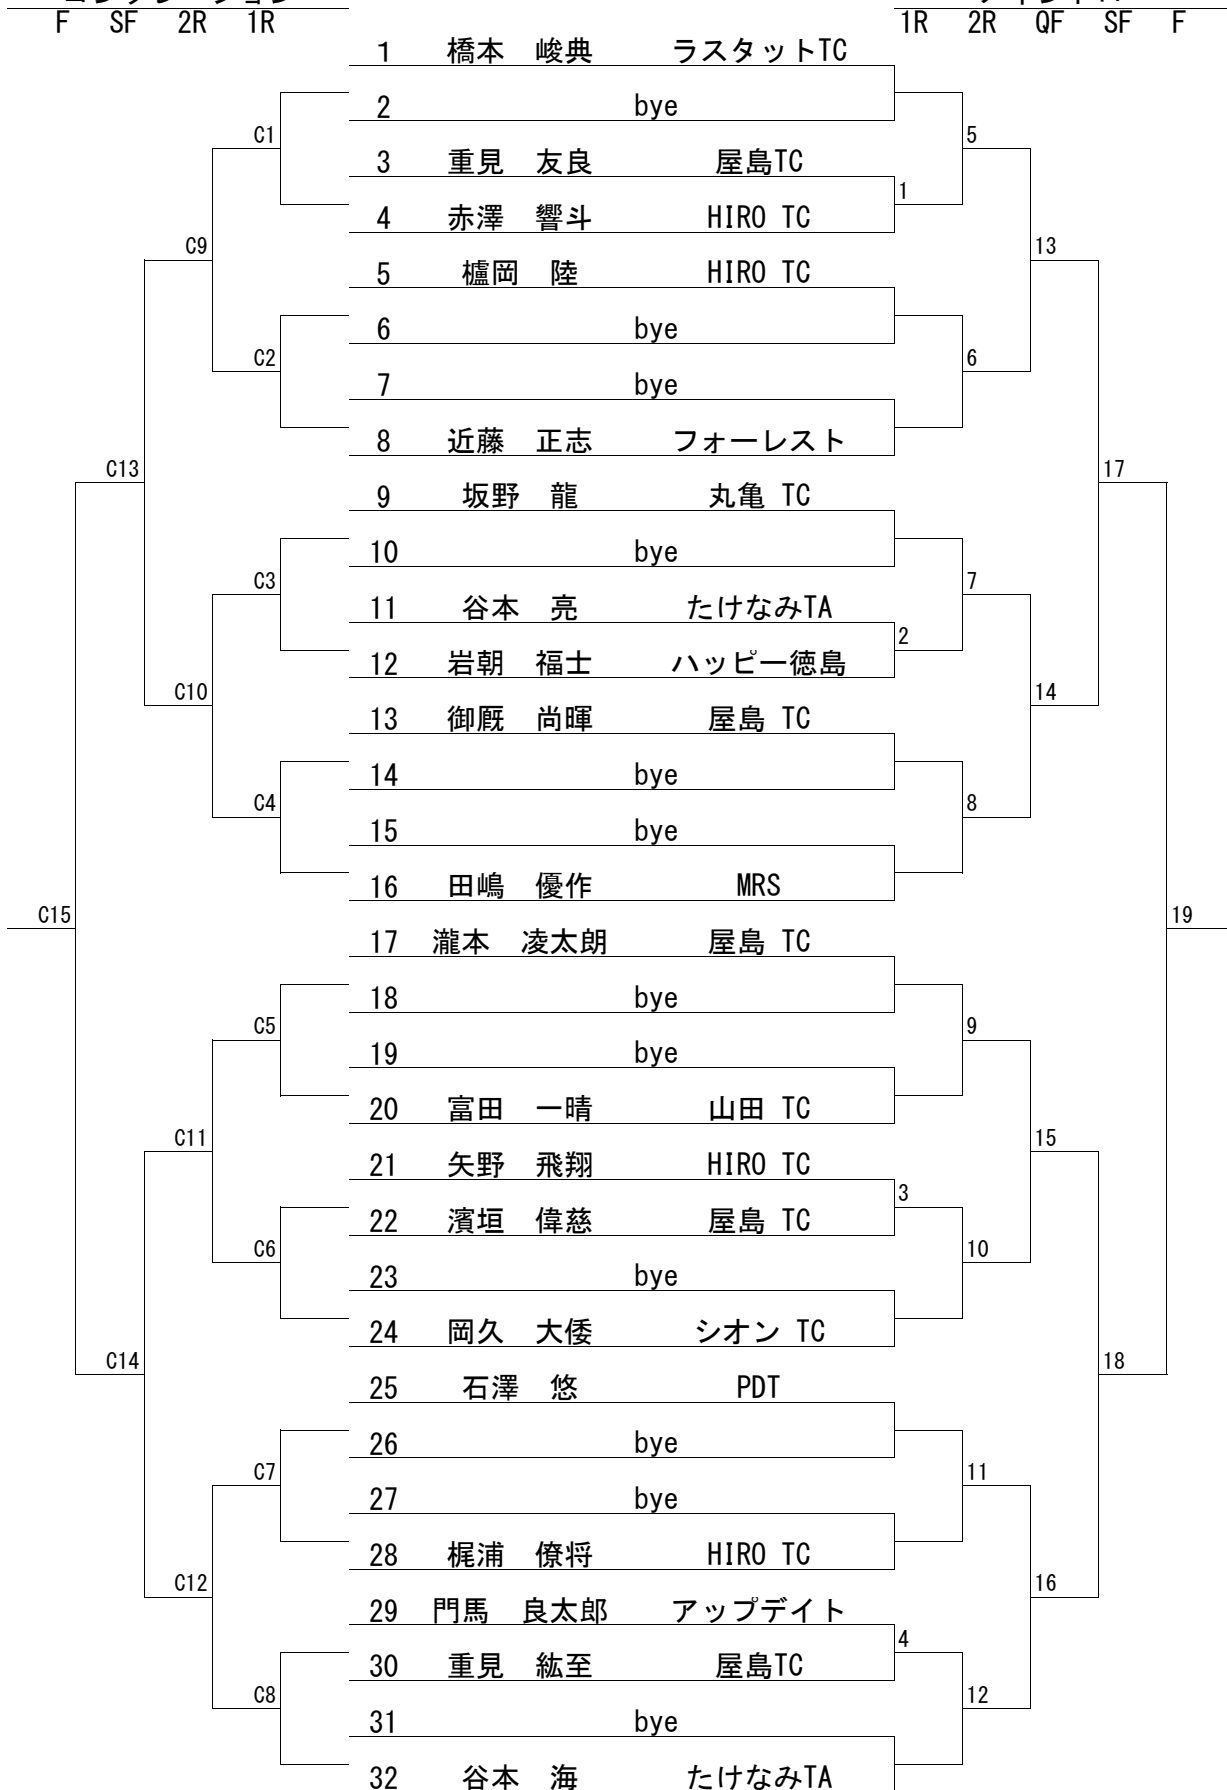 F SF 2R 1R 1R 2R QF SF F
1 橋本 峻典 ラスタットTC
2 bye
C1 5
3 重見 友良 屋島TC
1
4 赤澤 響斗 HIRO TC
C9 13
5 櫨岡 陸 HIRO TC
6 bye
C2 6
7 bye
8 近藤 正志 フォーレスト
C13 17
9 坂野 龍 丸亀 TC
10 bye
C3 7
11 谷本 亮 たけなみTA
2
12 岩朝 福士 ハッピー徳島
C10 14
13 御厩 尚暉 屋島 TC
14 bye
C4 8
15 bye
16 田嶋 優作 MRS
C15 19
17 瀧本 凌太朗 屋島 TC
18 bye
C5 9
19 bye
20 富田 一晴 山田 TC
C11 15
21 矢野 飛翔 HIRO TC
3
22 濱垣 偉慈 屋島 TC
C6 10
23 bye
24 岡久 大倭 シオン TC
C14 18
25 石澤 悠 PDT
26 bye
C7 11
27 bye
28 梶浦 僚将 HIRO TC
C12 16
29 門馬 良太郎 アップデイト
4
30 重見 紘至 屋島TC
C8 12
31 bye
32 谷本 海 たけなみTA